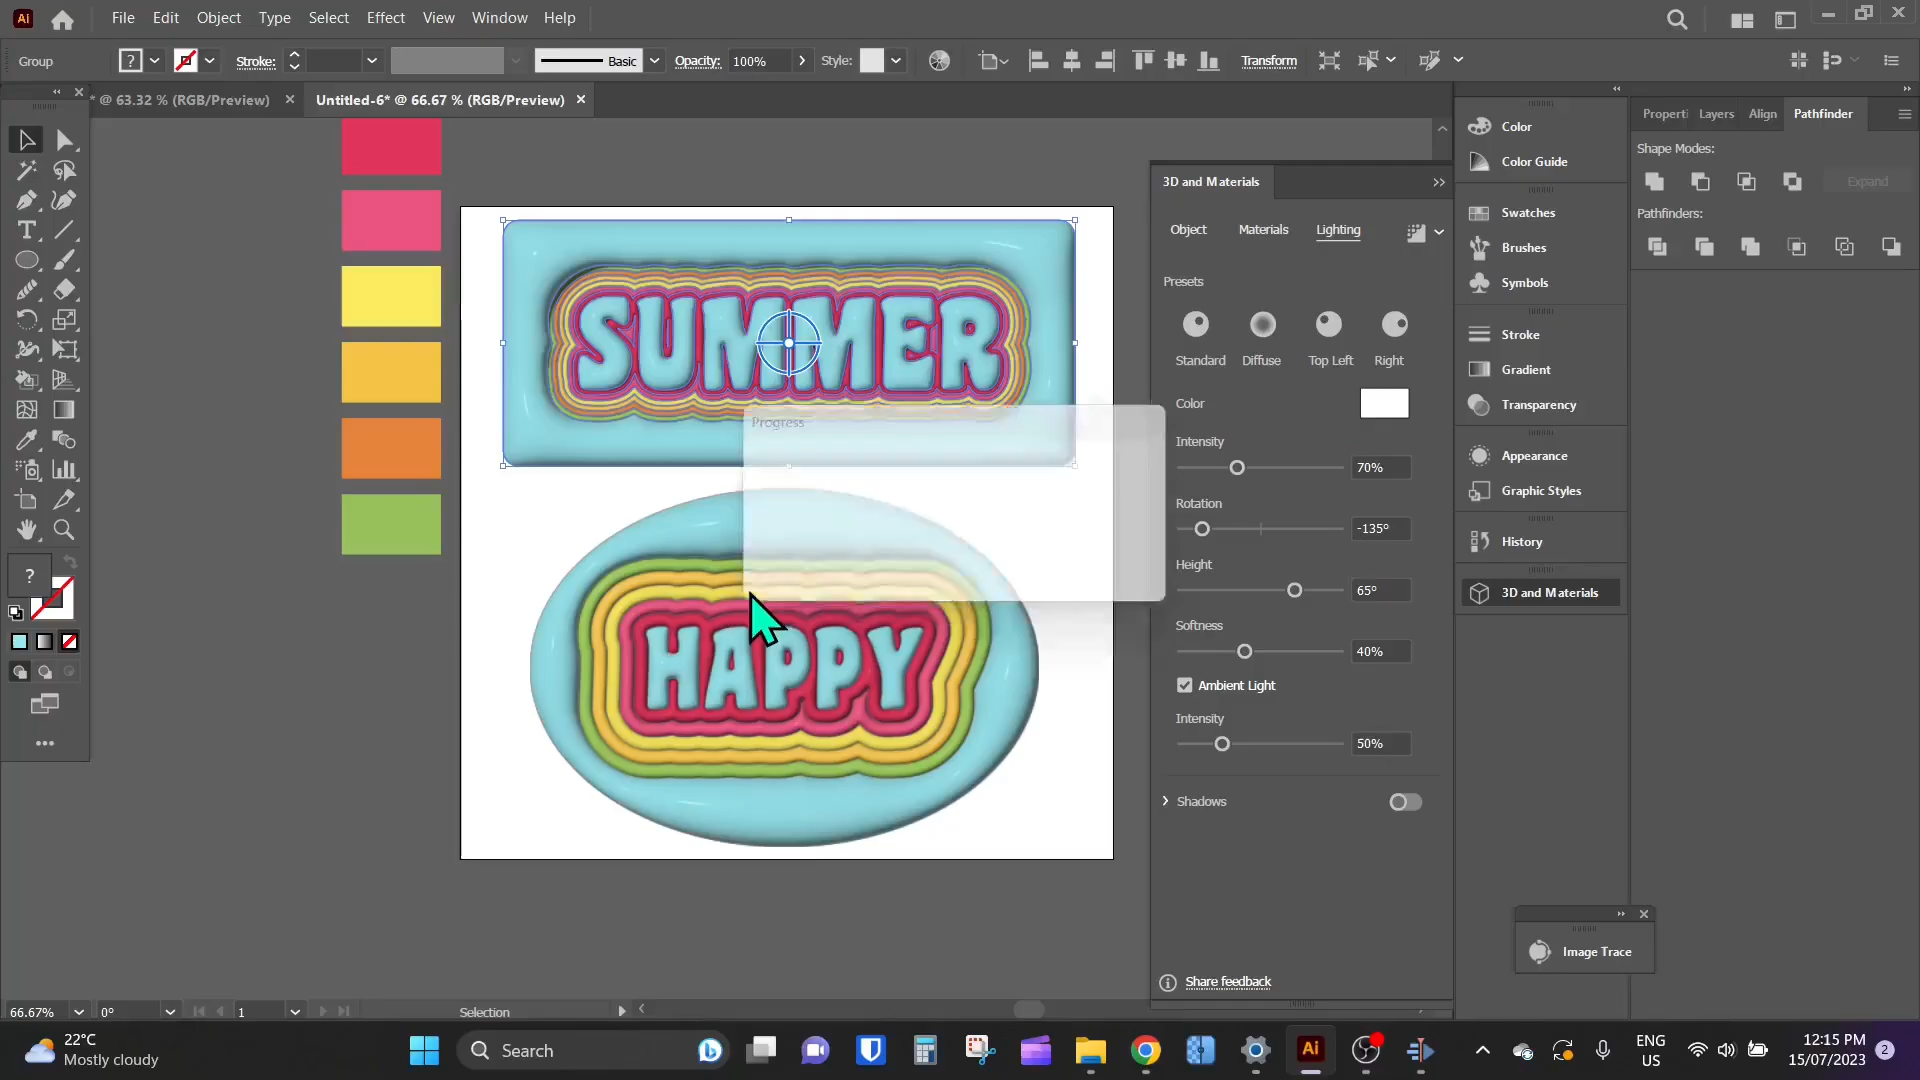 Ai File Edit Object Type Select Effect View Window Help
Group ? Stroke: Basic Opacity: 100% Style: Transform
* @ 63.32 % (RGB/Preview) × Untitled-6* @ 66.67 % (RGB/Preview) ×
Properti Layers Align Pathfinder
Shape Modes:
Expand
Pathfinders:
Color
Color Guide
Swatches
Brushes
Symbols
Stroke
Gradient
Transparency
Appearance
Graphic Styles
History
3D and Materials
Image Trace
3D and Materials
Object Materials Lighting
Presets
Standard Diffuse Top Left Right
Color
Intensity
70%
Rotation
-135°
Height
65°
Softness
40%
Ambient Light
Intensity
50%
Shadows
Share feedback
SUMMER
Progress
HAPPY
?
66.67% 0° 1 Selection
22°C
Mostly cloudy
Search
Ai
ENG
US
12:15 PM
15/07/2023
2